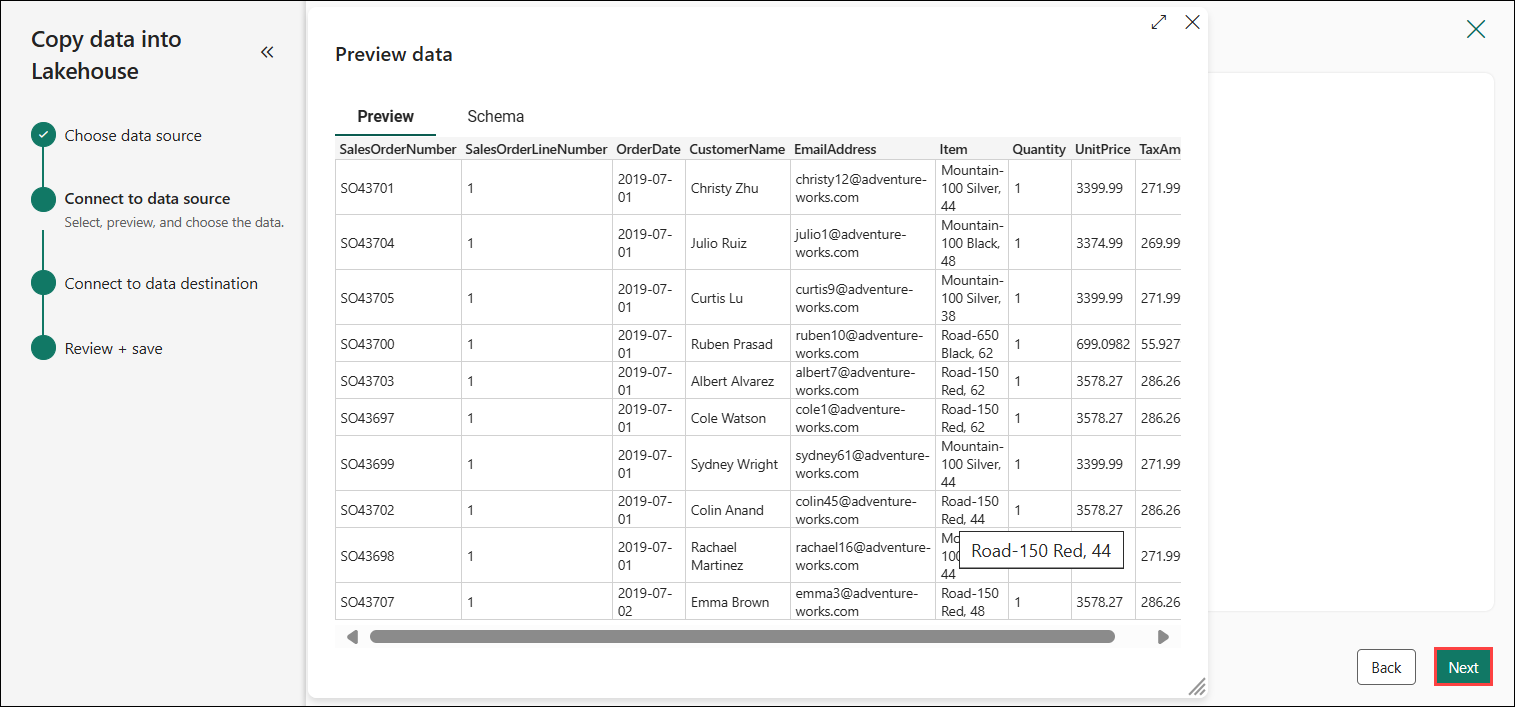 Copy data into
Lakehouse
Choose data source
Connect to data source
Select, preview, and choose the data.
Connect to data destination
Review + save
Preview data
Preview Schema
SalesOrderNumber SalesOrderLineNumber OrderDate CustomerName EmailAddress Item Quantity UnitPrice TaxAm
SO43701 1 2019-07-01 Christy Zhu christy12@adventure-works.com Mountain-100 Silver, 44 1 3399.99 271.99
SO43704 1 2019-07-01 Julio Ruiz julio1@adventure-works.com Mountain-100 Black, 48 1 3374.99 269.99
SO43705 1 2019-07-01 Curtis Lu curtis9@adventure-works.com Mountain-100 Silver, 38 1 3399.99 271.99
SO43700 1 2019-07-01 Ruben Prasad ruben10@adventure-works.com Road-650 Black, 62 1 699.0982 55.927
SO43703 1 2019-07-01 Albert Alvarez albert7@adventure-works.com Road-150 Red, 62 1 3578.27 286.26
SO43697 1 2019-07-01 Cole Watson cole1@adventure-works.com Road-150 Red, 62 1 3578.27 286.26
SO43699 1 2019-07-01 Sydney Wright sydney61@adventure-works.com Mountain-100 Silver, 44 1 3399.99 271.99
SO43702 1 2019-07-01 Colin Anand colin45@adventure-works.com Road-150 Red, 44 1 3578.27 286.26
SO43698 1 2019-07-01 Rachael Martinez rachael16@adventure-works.com 44 271.99
Road-150 Red, 44
SO43707 1 2019-07-02 Emma Brown emma3@adventure-works.com Road-150 Red, 48 1 3578.27 286.26
Back Next